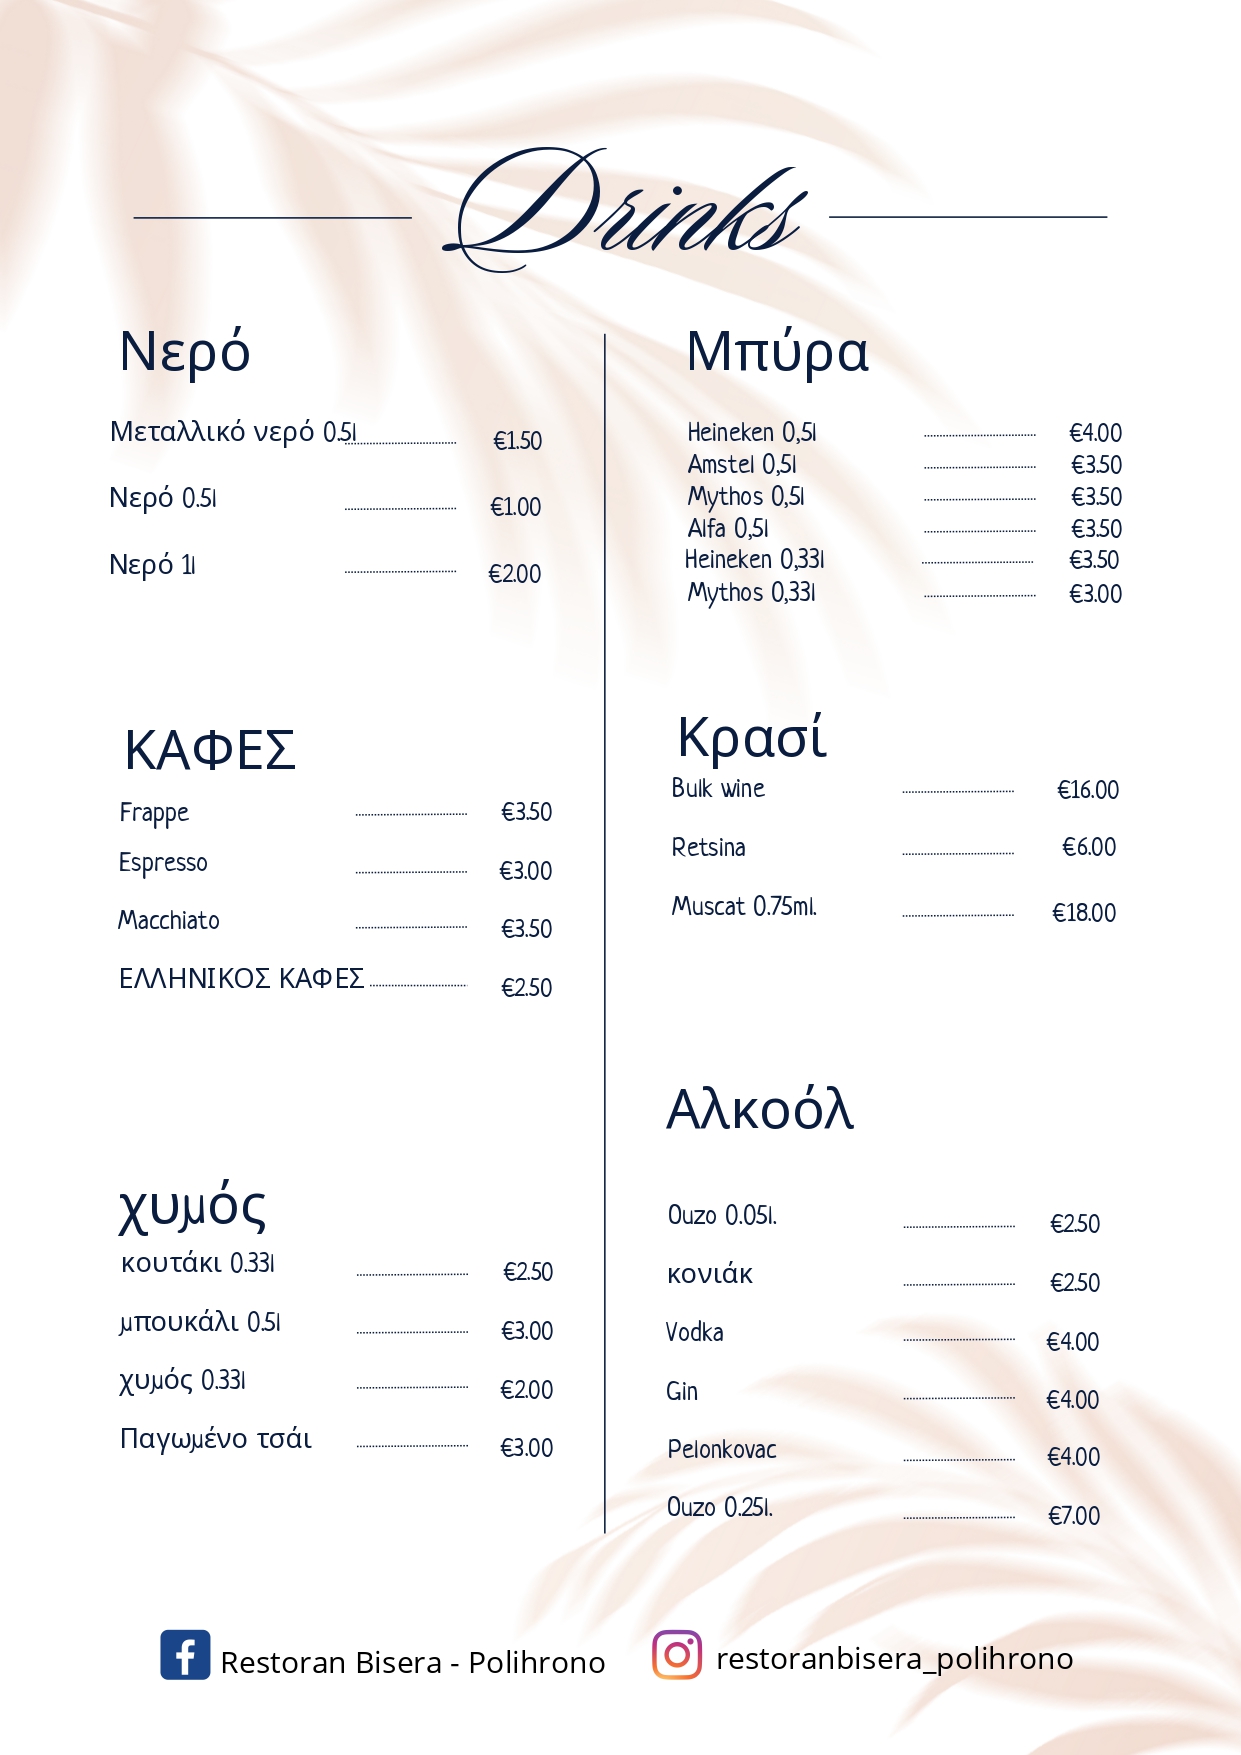 Drinks
Νερό
Μεταλλικό νερό 0.5l €1.50
Νερό 0.5l €1.00
Νερό 1l €2.00
ΚΑΦΕΣ
Frappe €3.50
Espresso €3.00
Macchiato €3.50
ΕΛΛΗΝΙΚΟΣ ΚΑΦΕΣ €2.50
χυμός
κουτάκι 0.33l €2.50
μπουκάλι 0.5l €3.00
χυμός 0.33l €2.00
Παγωμένο τσάι €3.00
Μπύρα
Heineken 0,5l €4.00
Amstel 0,5l €3.50
Mythos 0,5l €3.50
Alfa 0,5l €3.50
Heineken 0,33l €3.50
Mythos 0,33l €3.00
Κρασί
Bulk wine €16.00
Retsina €6.00
Muscat 0.75ml. €18.00
Αλκοόλ
Ouzo 0.05l. €2.50
κονιάκ €2.50
Vodka €4.00
Gin €4.00
Pelonkovac €4.00
Ouzo 0.25l. €7.00
Restoran Bisera - Polihrono
restoranbisera_polihrono